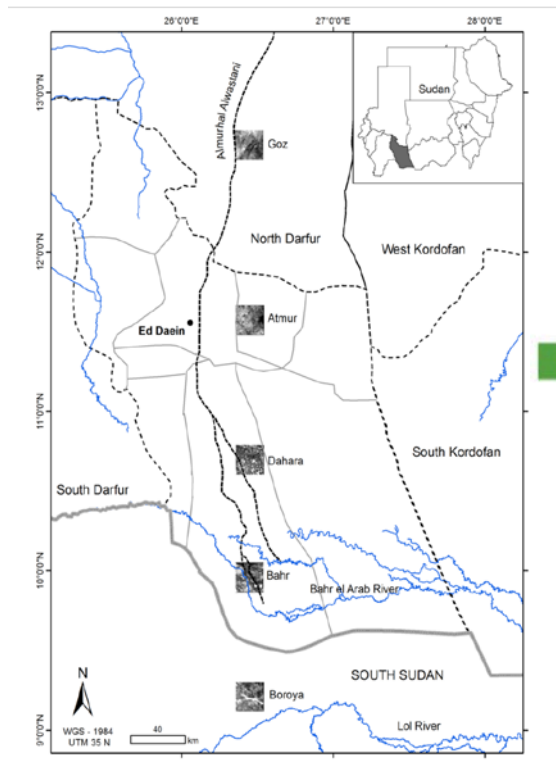 26°0'0"E
27°0'0"E
28°0'0"E
13°0'0"N
Almurhal Alwastani
Sudan
Goz
12°0'0"N
North Darfur
West Kordofan
Ed Daein
Atmur
11°0'0"N
Dahara
South Kordofan
South Darfur
10°0'0"N
Bahr
Bahr el Arab River
SOUTH SUDAN
N
Boroya
WGS - 1984
UTM 35 N
40
km
Lol River
9°0'0"N